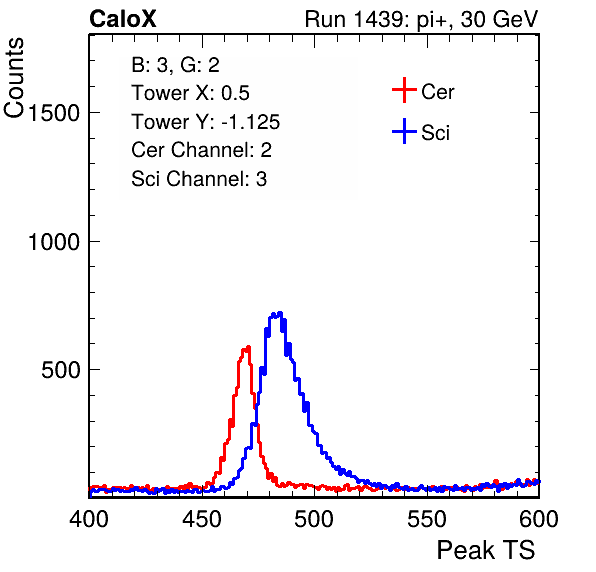 CaloX Run 1439: pi+, 30 GeV
Counts
B: 3, G: 2
Tower X: 0.5
Tower Y: -1.125
Cer Channel: 2
Sci Channel: 3
Cer
Sci
1500
1000
500
400 450 500 550 600
Peak TS